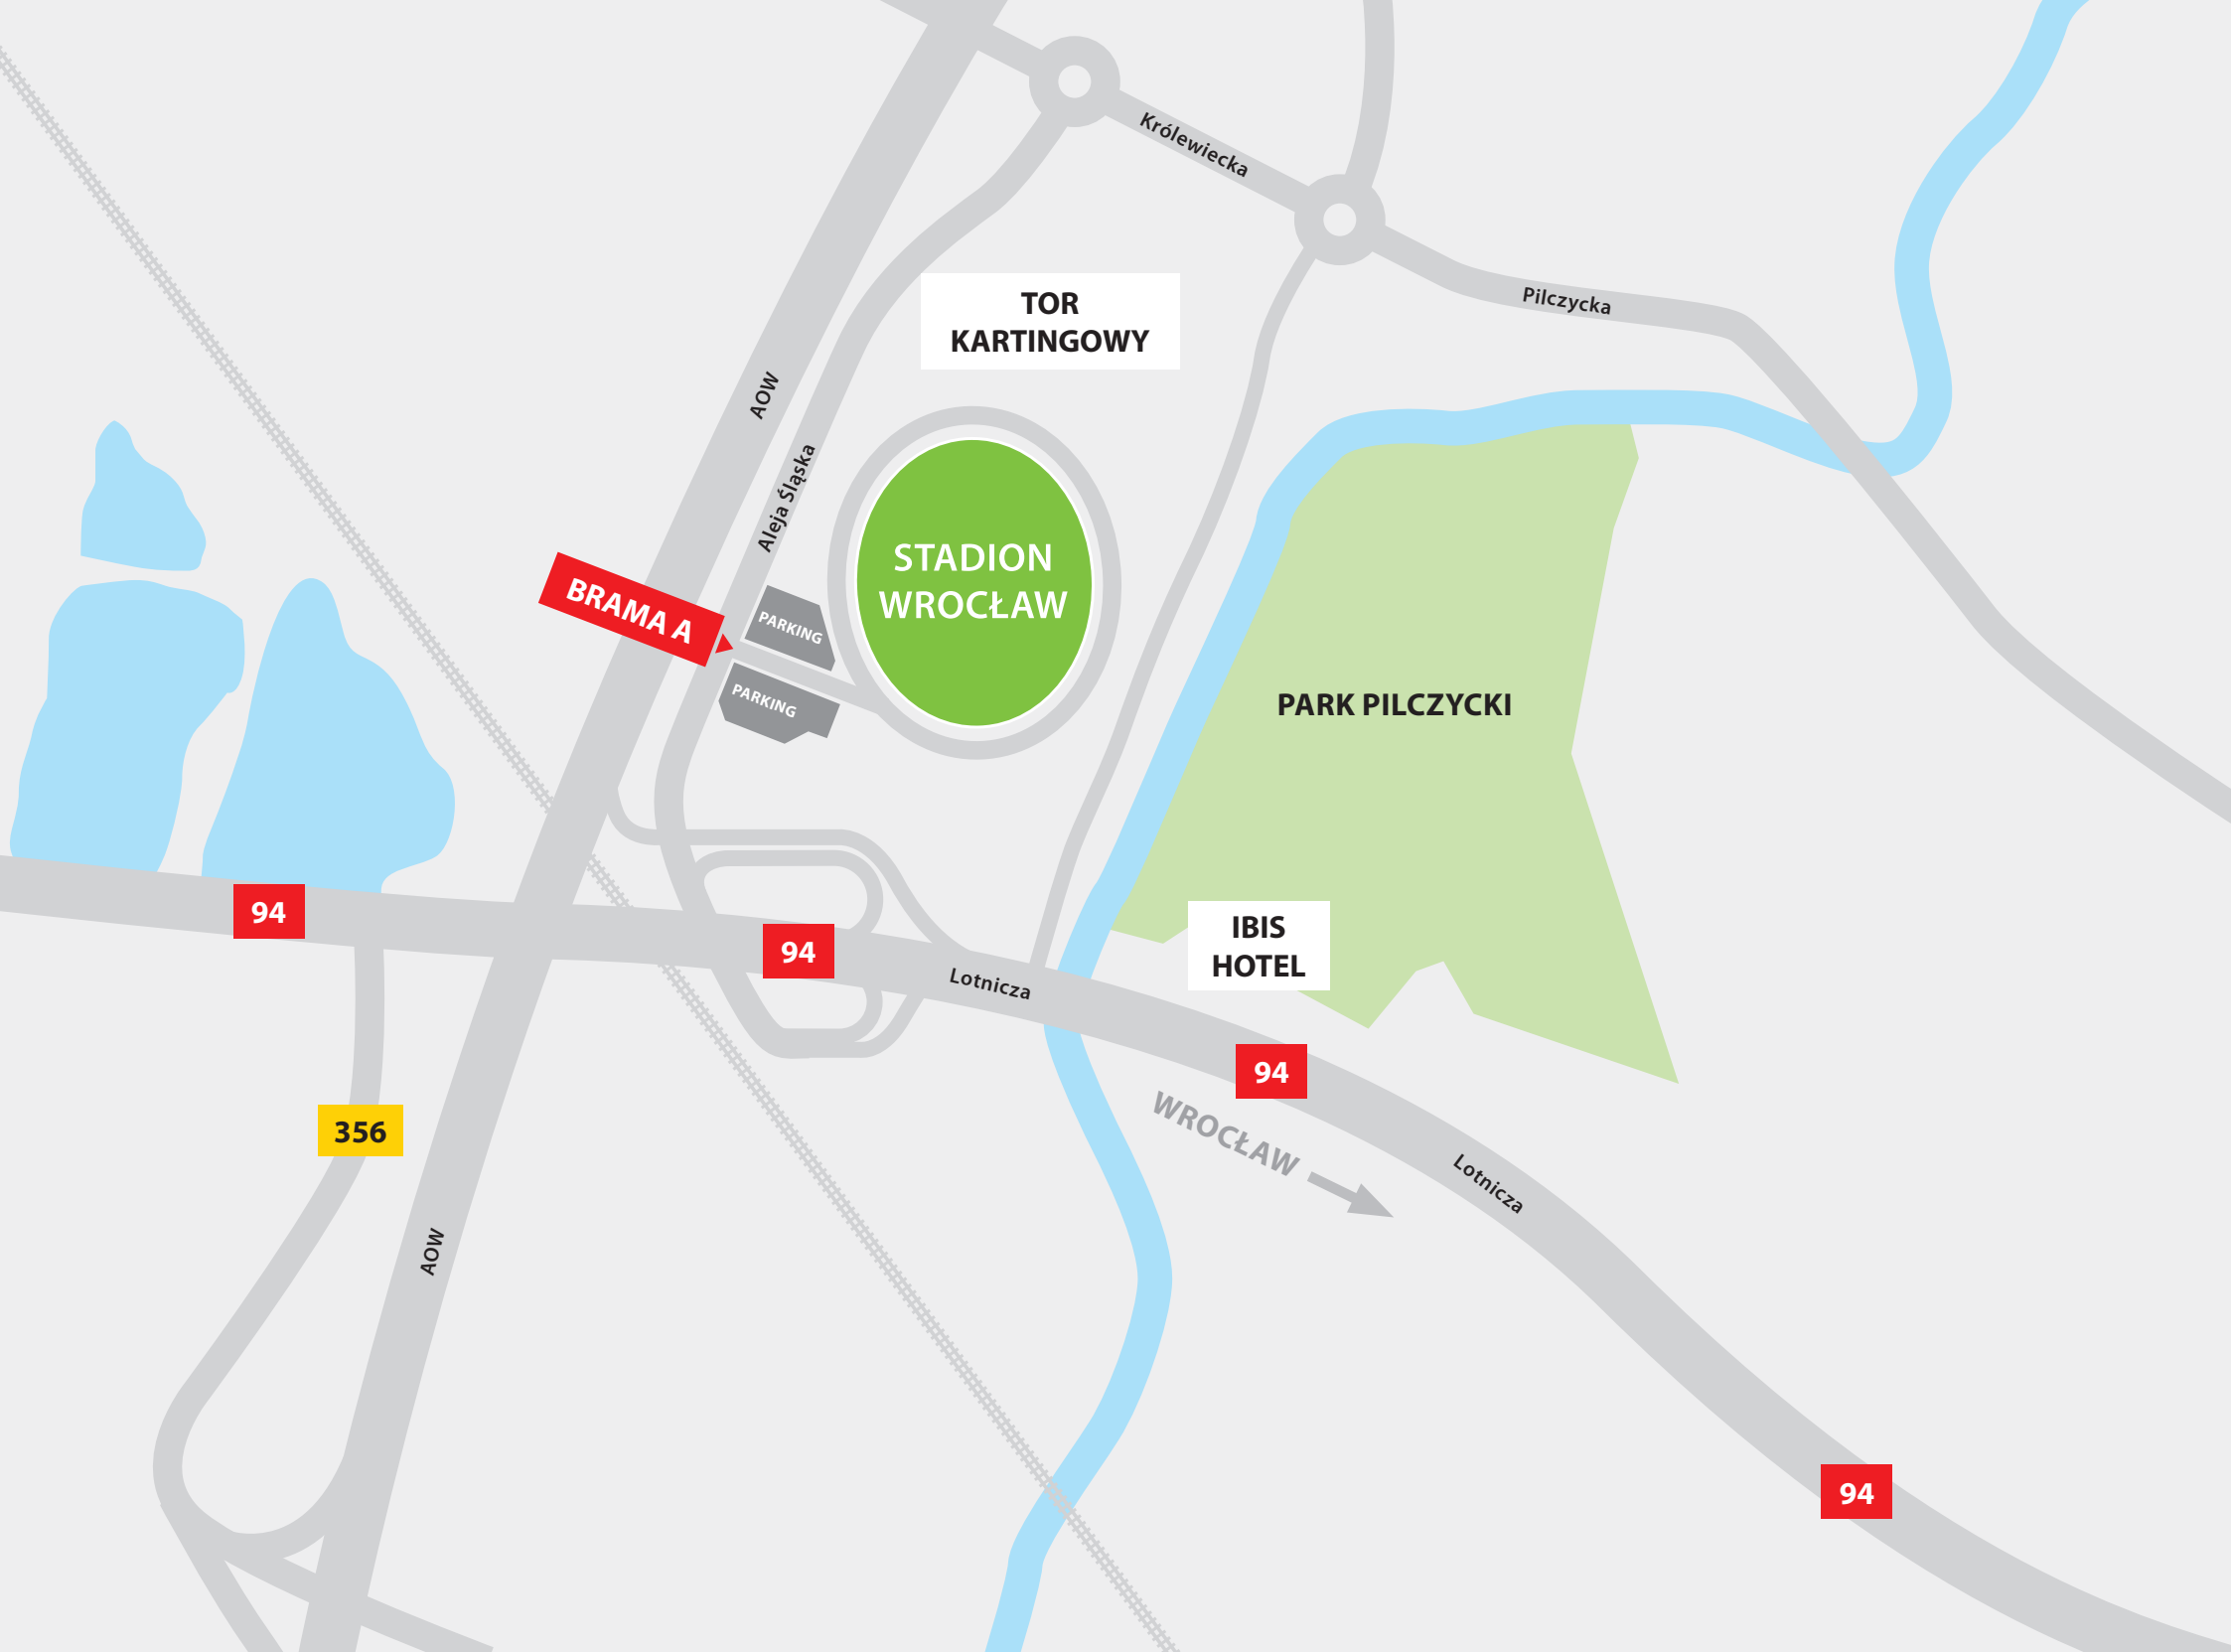 Królewiecka
Pilczycka
TOR
KARTINGOWY
AOW
Aleja Śląska
STADION
WROCŁAW
BRAMA A
PARKING
PARKING
PARK PILCZYCKI
94
94
IBIS
HOTEL
Lotnicza
94
WROCŁAW
356
Lotnicza
AOW
94